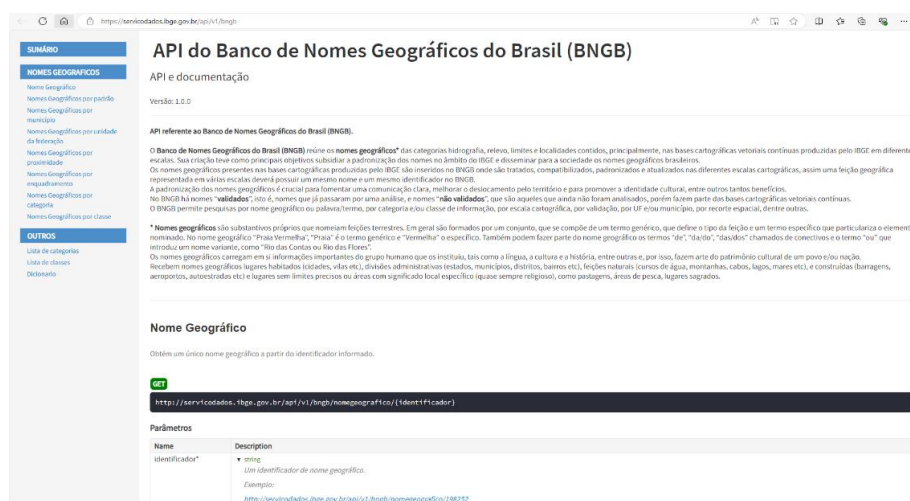 https://servicodados.ibge.gov.br/api/v1/bngb
SUMÁRIO
NOMES GEOGRAFICOS
Nome Geográfico
Nomes Geográficos por padrão
Nomes Geográficos por
município
Nomes Geográficos por unidade
da federação
Nomes Geográficos por
proximidade
Nomes Geográficos por
enquadramento
Nomes Geográficos por
categoria
Nomes Geográficos por classe
OUTROS
Lista de categorias
Lista de classes
Dicionario
API do Banco de Nomes Geográficos do Brasil (BNGB)
API e documentação
Versão: 1.0.0
API referente ao Banco de Nomes Geográficos do Brasil (BNGB).
O Banco de Nomes Geográficos do Brasil (BNGB) reúne os nomes geográficos* das categorias hidrografia, relevo, limites e localidades contidos, principalmente, nas bases cartográficas vetoriais contínuas produzidas pelo IBGE em diferente
escalas. Sua criação teve como principais objetivos subsidiar a padronização dos nomes no âmbito do IBGE e disseminar para a sociedade os nomes geográficos brasileiros.
Os nomes geográficos presentes nas bases cartográficas produzidas pelo IBGE são inseridos no BNGB onde são tratados, compatibilizados, padronizados e atualizados nas diferentes escalas cartográficas, assim uma feição geográfica
representada em várias escalas deverá possuir um mesmo nome e um mesmo identificador no BNGB.
A padronização dos nomes geográficos é crucial para fomentar uma comunicação clara, melhorar o deslocamento pelo território e para promover a identidade cultural, entre outros tantos benefícios.
No BNGB há nomes "validados", isto é, nomes que já passaram por uma análise, e nomes "não validados", que são aqueles que ainda não foram analisados, porém fazem parte das bases cartográficas vetoriais contínuas.
O BNGB permite pesquisas por nome geográfico ou palavra/termo, por categoria e/ou classe de informação, por escala cartográfica, por validação, por UF e/ou município, por recorte espacial, dentre outras.
* Nomes geográficos são substantivos próprios que nomeiam feições terrestres. Em geral são formados por um conjunto, que se compõe de um termo genérico, que define o tipo da feição e um termo específico que particulariza o element
nominado. No nome geográfico "Praia Vermelha", "Praia" é o termo genérico e "Vermelha" o específico. Também podem fazer parte do nome geográfico os termos "de", "da/do", "das/dos" chamados de conectivos e o termo "ou" que
introduz um nome variante, como "Rio das Contas ou Rio das Flores".
Os nomes geográficos carregam em si informações importantes do grupo humano que os instituiu, tais como a língua, a cultura e a história, entre outras e, por isso, fazem arte do patrimônio cultural de um povo e/ou nação.
Recebem nomes geográficos lugares habitados (cidades, vilas etc), divisões administrativas (estados, municípios, distritos, bairros etc), feições naturais (cursos de água, montanhas, cabos, lagos, mares etc), e construídas (barragens,
aeroportos, autoestradas etc) e lugares sem limites precisos ou áreas com significado local específico (quase sempre religioso), como pastagens, áreas de pesca, lugares sagrados.
Nome Geográfico
Obtém um único nome geográfico a partir do identificador informado.
GET
http://servicodados.ibge.gov.br/api/v1/bngb/nomegeografico/{identificador}
Parâmetros
Name Description
identificador* ▼ string
Um identificador de nome geográfico.
Exemplo:
http://servicodados.ibge.gov.br/api/v1/bngb/nomegeografico/198252